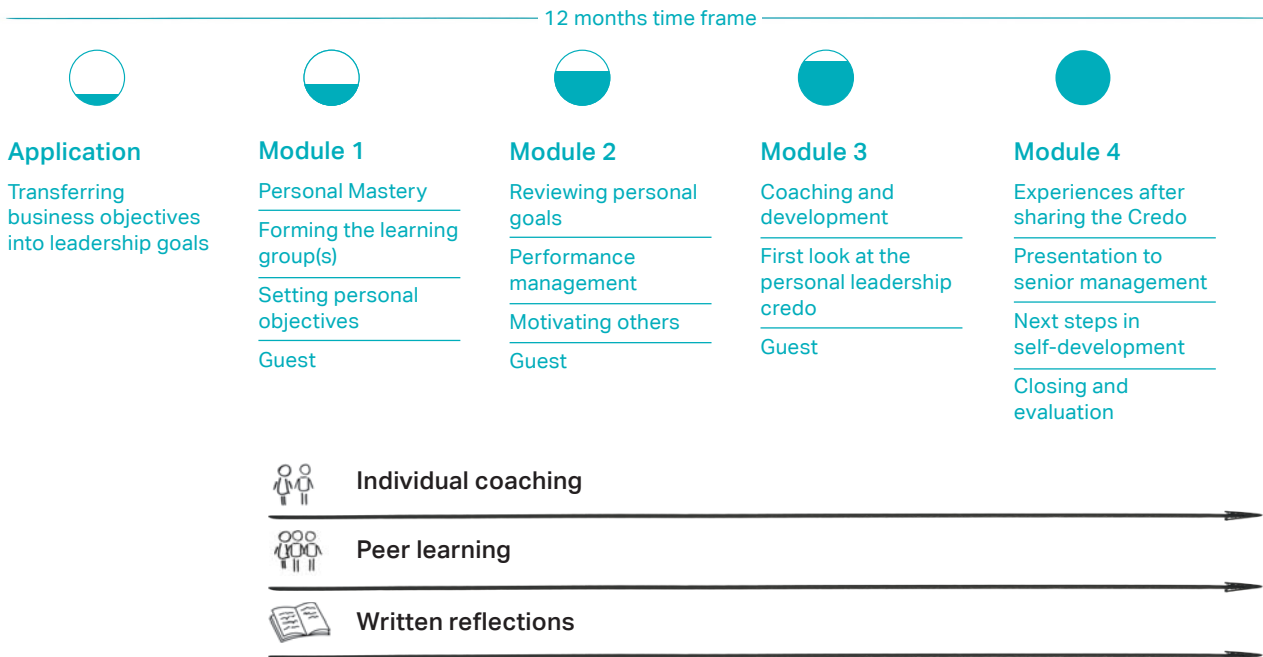 12 months time frame
Application
Transferring
business objectives
into leadership goals
Module 1
Personal Mastery
Forming the learning
group(s)
Setting personal
objectives
Guest
Module 2
Reviewing personal
goals
Performance
management
Motivating others
Guest
Module 3
Coaching and
development
First look at the
personal leadership
credo
Guest
Module 4
Experiences after
sharing the Credo
Presentation to
senior management
Next steps in
self-development
Closing and
evaluation
Individual coaching
Peer learning
Written reflections